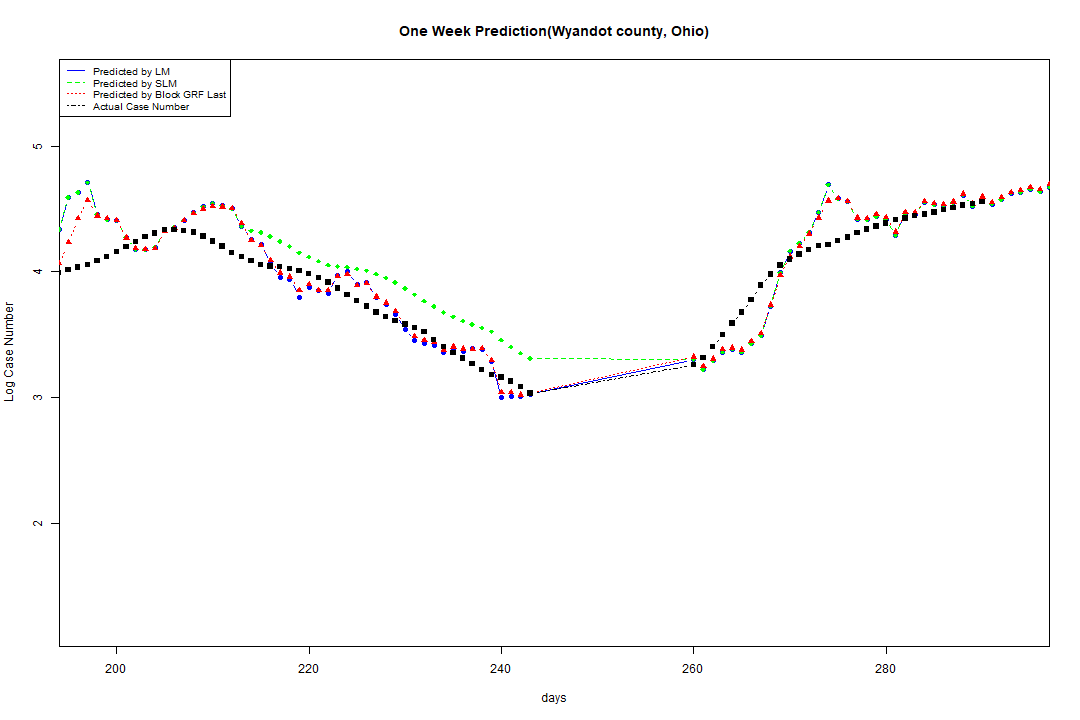 One Week Prediction(Wyandot county, Ohio)
Predicted by LM
Predicted by SLM
Predicted by Block GRF Last
Actual Case Number
5
4
3
2
Log Case Number
200 220 240 260 280
days